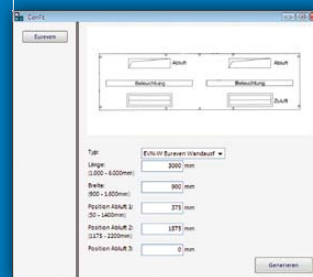 ConFit
Eureven
Abluft Abluft
Beleuchtung Beleuchtung
Zuluft
Typ: EVN-W Eureven Wandausf
Länge: 3000 mm
(1.000 - 6.000mm)
Breite: 900 mm
(900 - 1.600mm)
Position Abluft 1: 375 mm
(50 - 1400mm)
Position Abluft 2: 1875 mm
(1175 - 2200mm)
Position Abluft 3: 0 mm
Generieren